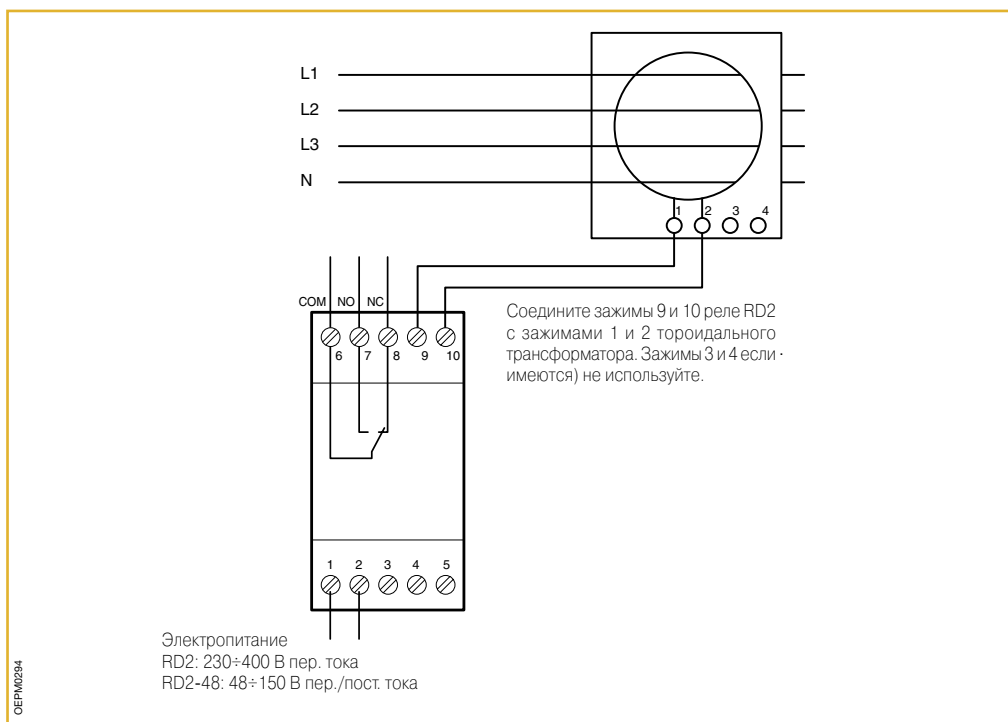 L1
L2
L3
N
1 2 3 4
COM NO NC
6 7 8 9 10
Соедините зажимы 9 и 10 реле RD2
с зажимами 1 и 2 тороидального
трансформатора. Зажимы 3 и 4 если ·
имеются) не используйте.
1 2 3 4 5
Электропитание
RD2: 230÷400 В пер. тока
RD2-48: 48÷150 В пер./пост. тока
OEPM0294